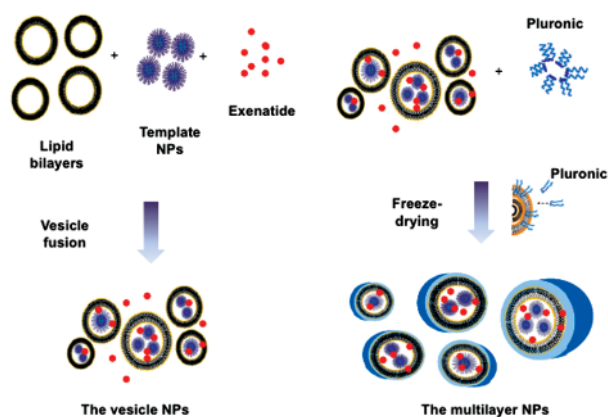 Pluronic
+
+
+
Exenatide
Template
NPs
Lipid
bilayers
Pluronic
Freeze-
drying
Vesicle
fusion
The vesicle NPs
The multilayer NPs